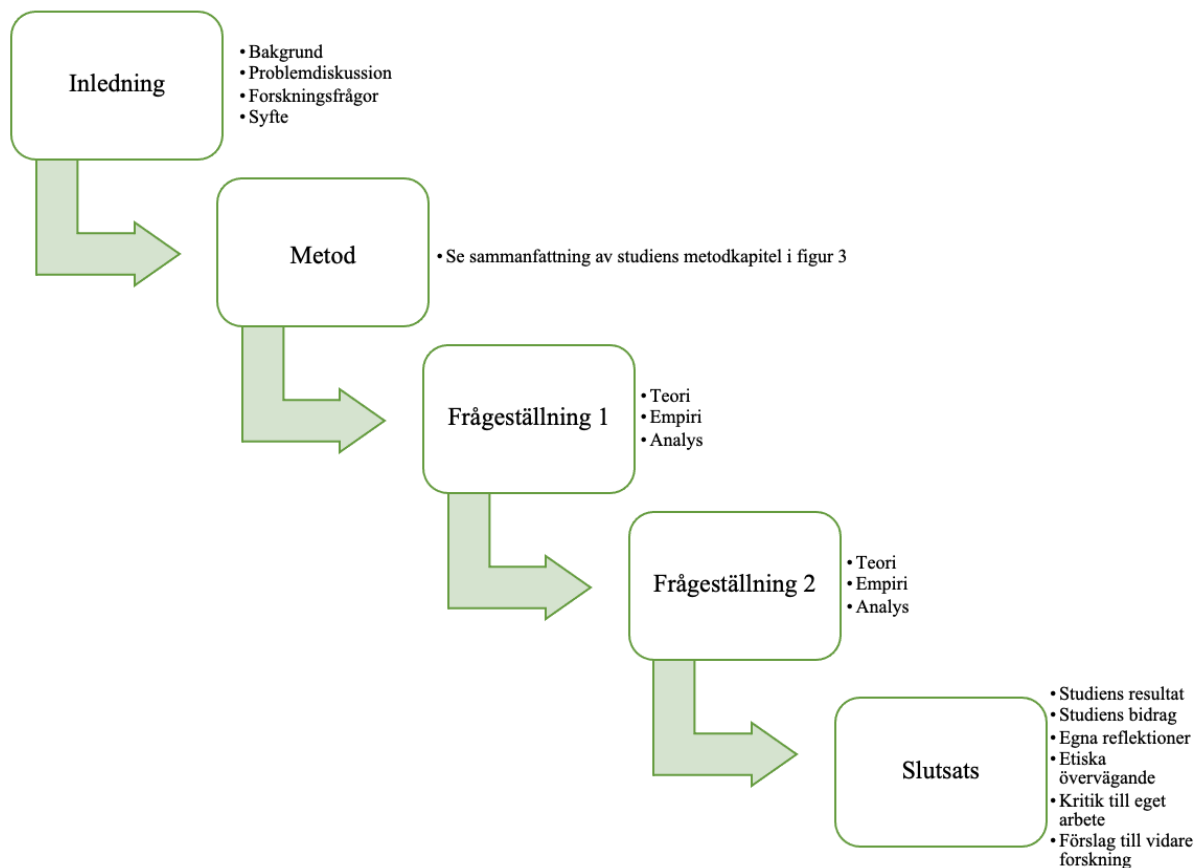 Inledning
• Bakgrund
• Problemdiskussion
• Forskningsfrågor
• Syfte
Metod
• Se sammanfattning av studiens metodkapitel i figur 3
Frågeställning 1
• Teori
• Empiri
• Analys
Frågeställning 2
• Teori
• Empiri
• Analys
Slutsats
• Studiens resultat
• Studiens bidrag
• Egna reflektioner
• Etiska
övervägande
• Kritik till eget
arbete
• Förslag till vidare
forskning